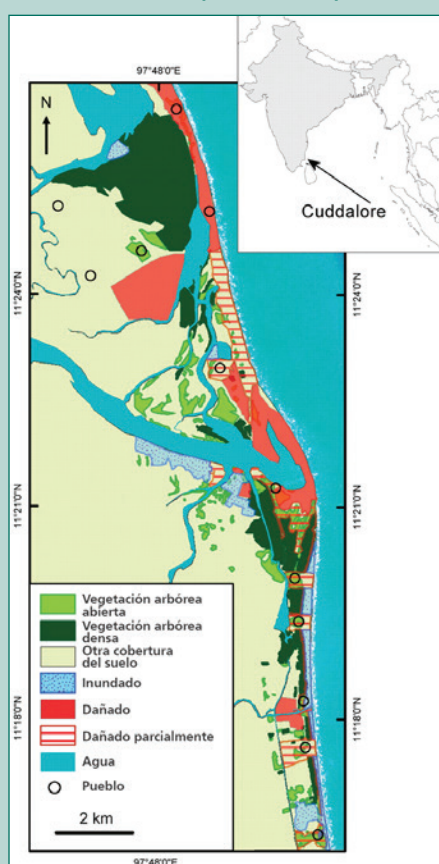 97°48'0"E
N
Cuddalore
11°24'0"N
11°24'0"N
11°21'0"N
11°21'0"N
Vegetación arbórea
abierta
Vegetación arbórea
densa
Otra cobertura
del suelo
Inundado
Dañado
Dañado parcialmente
Agua
Pueblo
2 km
11°18'0"N
11°18'0"N
97°48'0"E